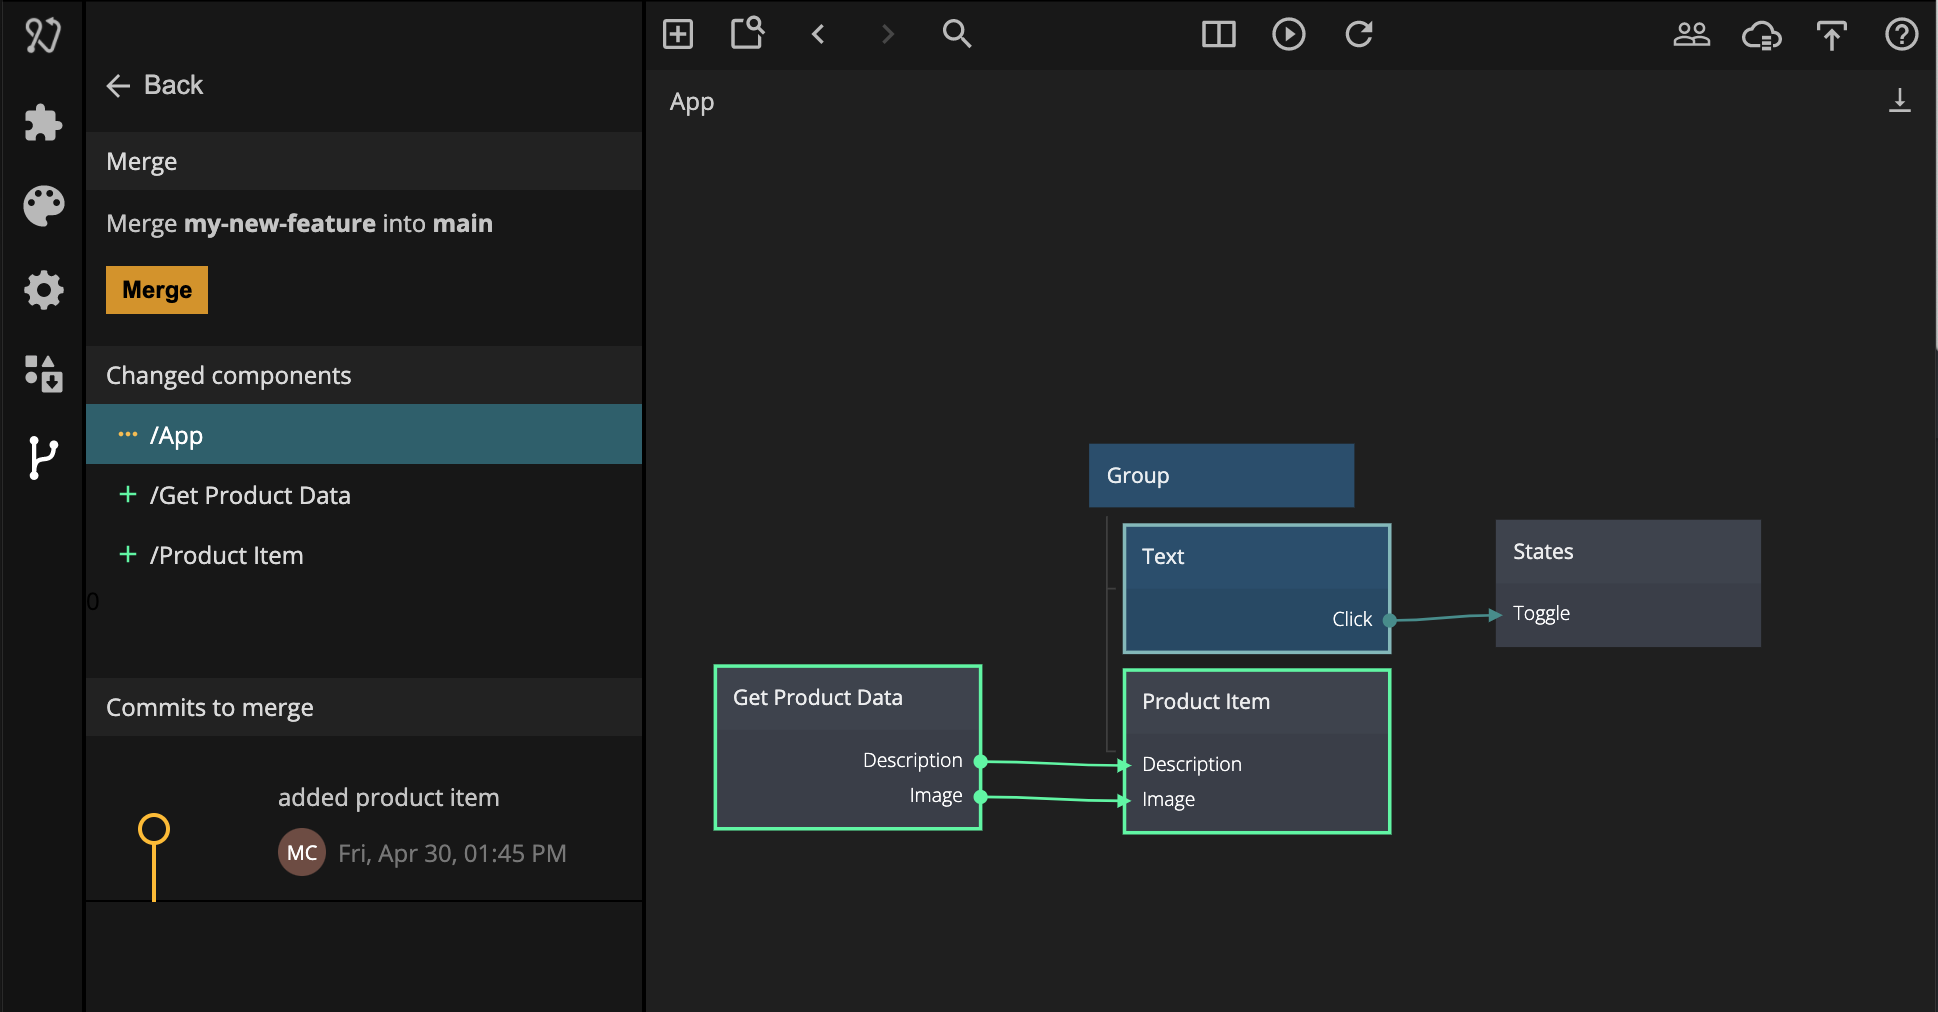 Back
Merge
Merge my-new-feature into main
Merge
Changed components
/App
/Get Product Data
/Product Item
0
Commits to merge
added product item
MC Fri, Apr 30, 01:45 PM
App
Group
Text
Click
States
Toggle
Get Product Data
Description
Image
Product Item
Description
Image